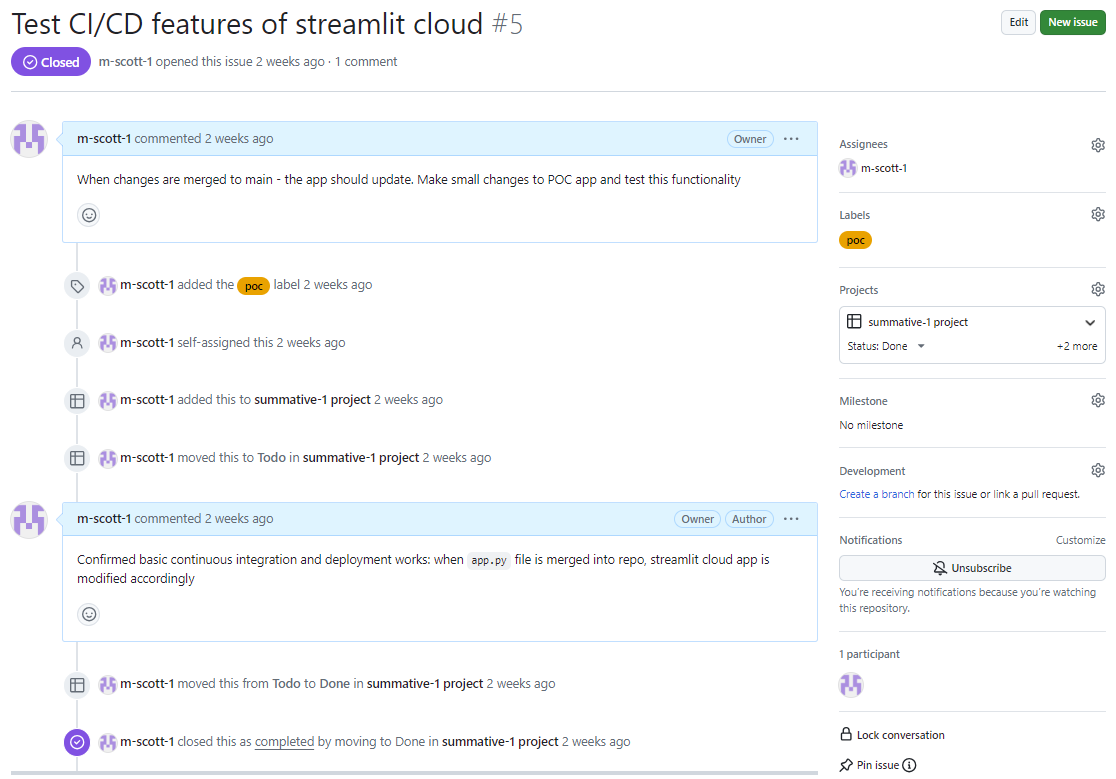 Test CI/CD features of streamlit cloud #5
Edit
New issue
Closed
m-scott-1 opened this issue 2 weeks ago · 1 comment
m-scott-1 commented 2 weeks ago
Owner
When changes are merged to main - the app should update. Make small changes to POC app and test this functionality
m-scott-1 added the poc label 2 weeks ago
m-scott-1 self-assigned this 2 weeks ago
m-scott-1 added this to summative-1 project 2 weeks ago
m-scott-1 moved this to Todo in summative-1 project 2 weeks ago
m-scott-1 commented 2 weeks ago
Owner
Author
Confirmed basic continuous integration and deployment works: when app.py file is merged into repo, streamlit cloud app is
modified accordingly
m-scott-1 moved this from Todo to Done in summative-1 project 2 weeks ago
m-scott-1 closed this as completed by moving to Done in summative-1 project 2 weeks ago
Assignees
m-scott-1
Labels
poc
Projects
summative-1 project
Status: Done
+2 more
Milestone
No milestone
Development
Create a branch for this issue or link a pull request.
Notifications
Customize
Unsubscribe
You're receiving notifications because you're watching
this repository.
1 participant
Lock conversation
Pin issue